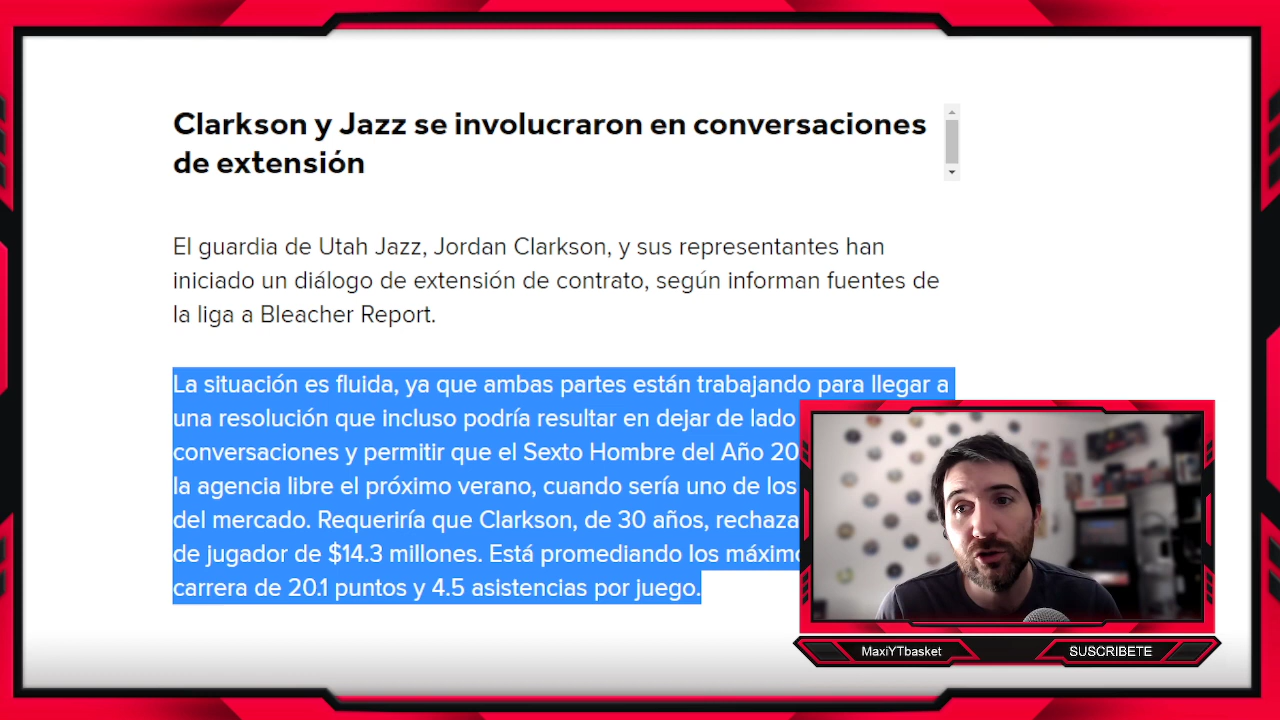 Clarkson y Jazz se involucraron en conversaciones
de extensión
El guardia de Utah Jazz, Jordan Clarkson, y sus representantes han
iniciado un diálogo de extensión de contrato, según informan fuentes de
la liga a Bleacher Report.
La situación es fluida, ya que ambas partes están trabajando para llegar a
una resolución que incluso podría resultar en dejar de lado
conversaciones y permitir que el Sexto Hombre del Año 20
la agencia libre el próximo verano, cuando sería uno de los
del mercado. Requeriría que Clarkson, de 30 años, rechaza
de jugador de $14.3 millones. Está promediando los máximo
carrera de 20.1 puntos y 4.5 asistencias por juego.
MaxiYTbasket
SUSCRIBETE